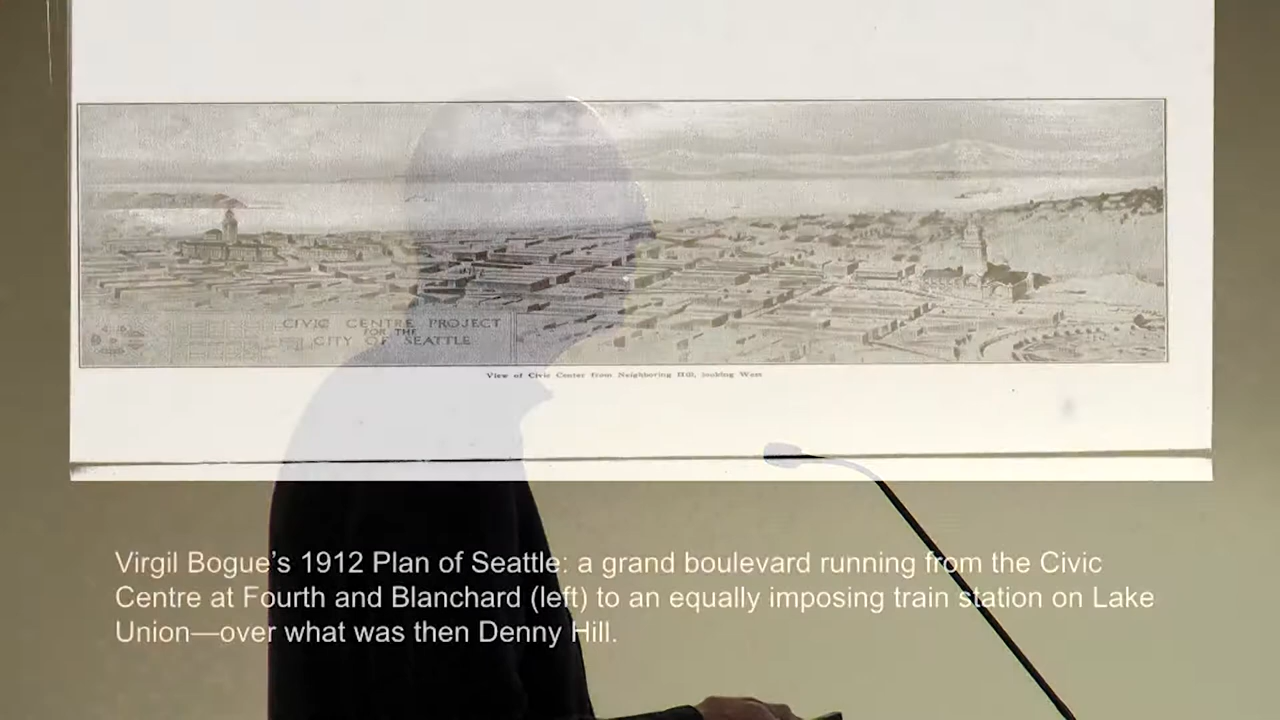 CIVIC CENTRE PROJECT
FOR THE
CITY OF SEATTLE
View of Civic Center from Neighboring Hill, looking West
Virgil Bogue’s 1912 Plan of Seattle: a grand boulevard running from the Civic
Centre at Fourth and Blanchard (left) to an equally imposing train station on Lake
Union—over what was then Denny Hill.